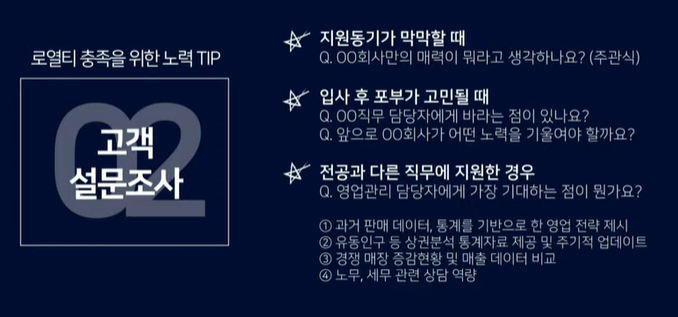 로열티 충족을 위한 노력 TIP
02
고객
설문조사
지원동기가 막막할 때
Q. OO회사만의 매력이 뭐라고 생각하나요? (주관식)
입사 후 포부가 고민될 때
Q. OO직무 담당자에게 바라는 점이 있나요?
Q. 앞으로 OO회사가 어떤 노력을 기울여야 할까요?
전공과 다른 직무에 지원한 경우
Q. 영업관리 담당자에게 가장 기대하는 점이 뭔가요?
① 과거 판매 데이터, 통계를 기반으로 한 영업 전략 제시
② 유동인구 등 상권분석 통계자료 제공 및 주기적 업데이트
③ 경쟁 매장 증감현황 및 매출 데이터 비교
④ 노무, 세무 관련 상담 역량